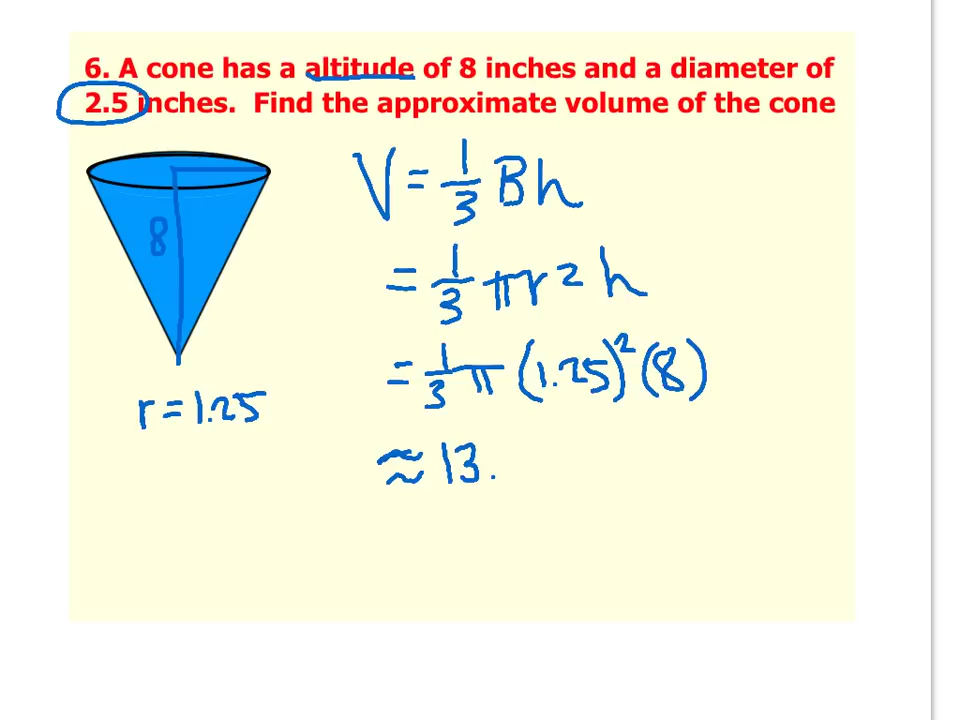 6. A cone has a altitude of 8 inches and a diameter of
2.5 inches. Find the approximate volume of the cone
V = 1/3 Bh
8
= 1/3 πr² h
= 1/3 π (1.25)² (8)
r = 1.25
≈ 13.